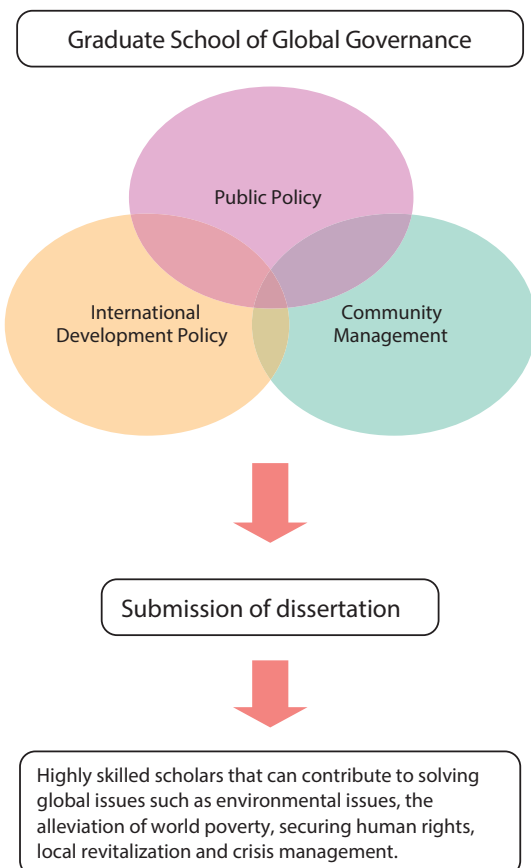 Graduate School of Global Governance
Public Policy
International
Development Policy
Community
Management
Submission of dissertation
Highly skilled scholars that can contribute to solving
global issues such as environmental issues, the
alleviation of world poverty, securing human rights,
local revitalization and crisis management.